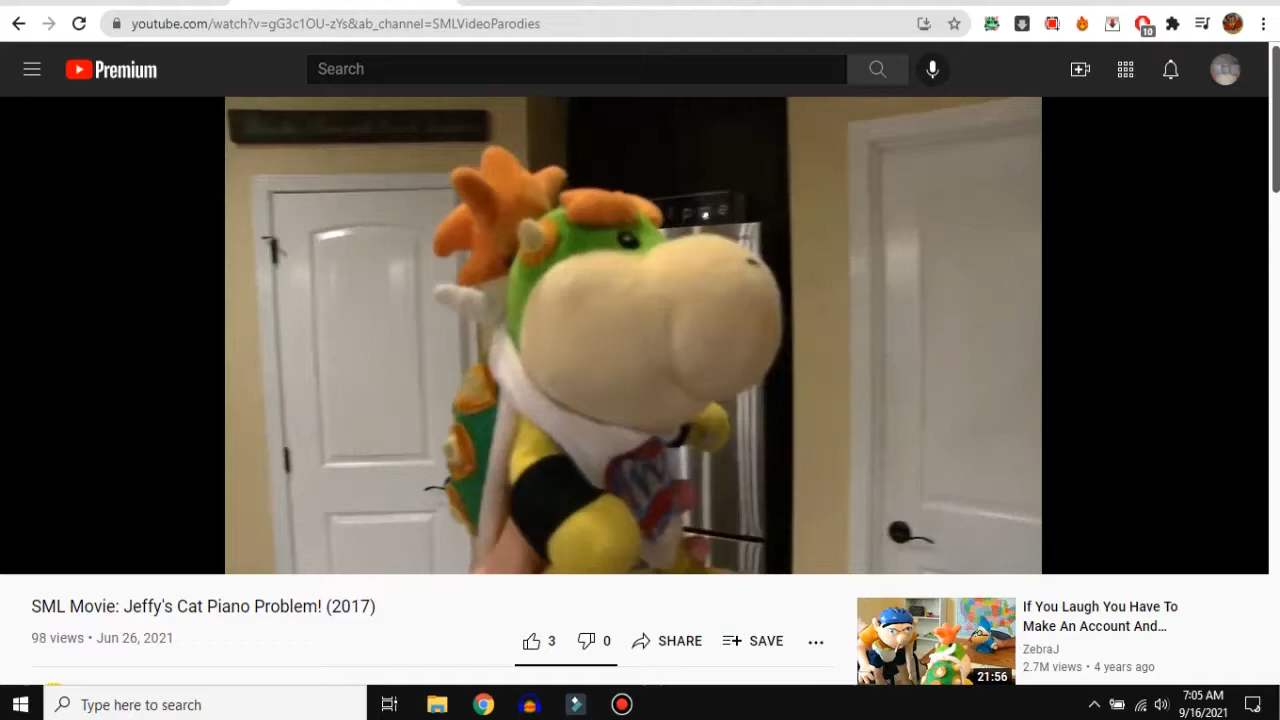 youtube.com/watch?v=gG3c1OU-zYs&ab_channel=SMLVideoParodies
10
Premium
Search
SML Movie: Jeffy's Cat Piano Problem! (2017)
98 views • Jun 26, 2021
3
0
SHARE
SAVE
If You Laugh You Have To
Make An Account And...
ZebraJ
2.7M views • 4 years ago
21:56
Type here to search
7:05 AM
9/16/2021